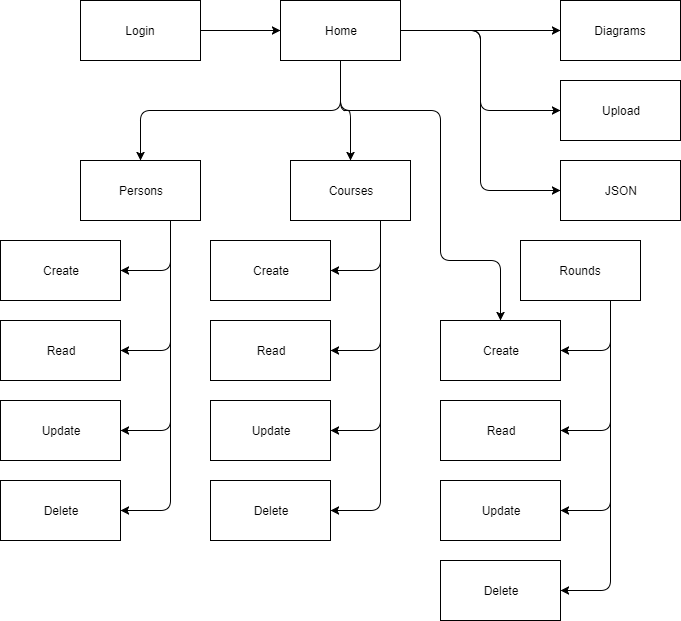 Login
Home
Diagrams
Upload
JSON
Persons
Create
Read
Update
Delete
Courses
Create
Read
Update
Delete
Rounds
Create
Read
Update
Delete